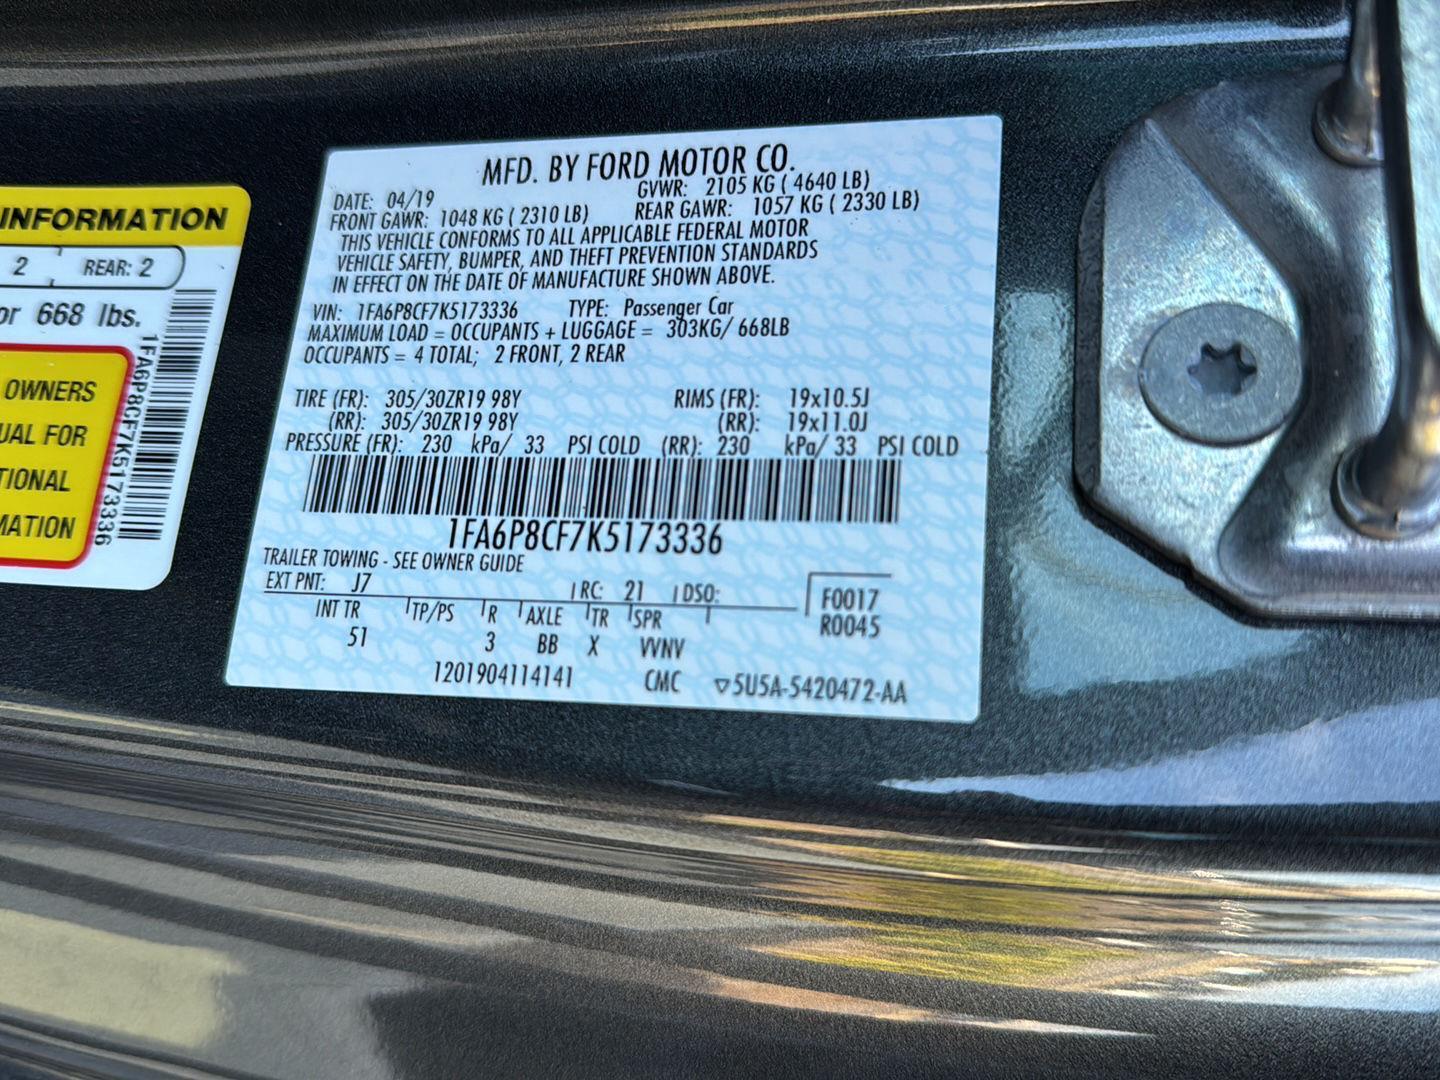 INFORMATION
2 REAR: 2
or 668 lbs.
OWNERS
UAL FOR
TIONAL
MATION
1FA6P8CF7K5173336
MFD. BY FORD MOTOR CO.
DATE: 04/19 GVWR: 2105 KG ( 4640 LB)
FRONT GAWR: 1048 KG ( 2310 LB) REAR GAWR: 1057 KG ( 2330 LB)
THIS VEHICLE CONFORMS TO ALL APPLICABLE FEDERAL MOTOR
VEHICLE SAFETY, BUMPER, AND THEFT PREVENTION STANDARDS
IN EFFECT ON THE DATE OF MANUFACTURE SHOWN ABOVE.
VIN: 1FA6P8CF7K5173336 TYPE: Passenger Car
MAXIMUM LOAD = OCCUPANTS + LUGGAGE = 303KG/ 668LB
OCCUPANTS = 4 TOTAL; 2 FRONT, 2 REAR
TIRE (FR): 305/30ZR19 98Y RIMS (FR): 19x10.5J
(RR): 305/30ZR19 98Y (RR): 19x11.0J
PRESSURE (FR): 230 kPa/ 33 PSI COLD (RR): 230 kPa/ 33 PSI COLD
1FA6P8CF7K5173336
TRAILER TOWING - SEE OWNER GUIDE
EXT PNT: J7 RC: 21 DSO:
F0017
R0045
INT TR TP/PS R AXLE TR SPR
51 3 BB X VVNV
1201904114141 CMC ▽5U5A-5420472-AA